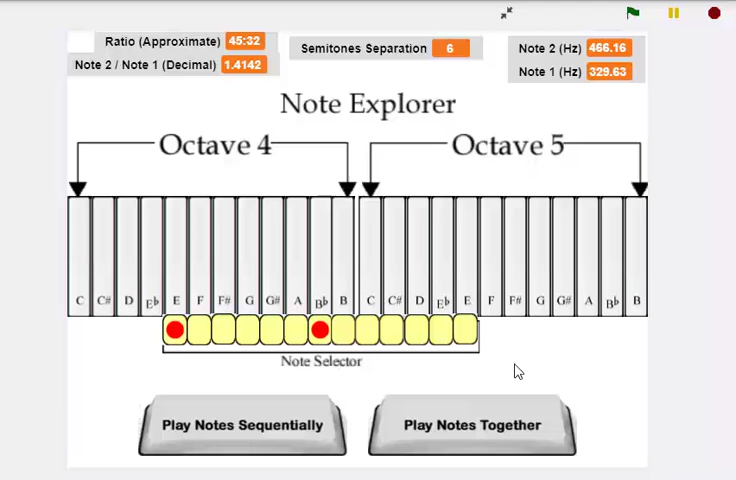 Ratio (Approximate) 45:32
Note 2 / Note 1 (Decimal) 1.4142
Semitones Separation 6
Note 2 (Hz) 466.16
Note 1 (Hz) 329.63
Note Explorer
Octave 4 Octave 5
C C# D E♭ E F F# G G# A B♭ B C C# D E♭ E F F# G G# A B♭ B
Note Selector
Play Notes Sequentially Play Notes Together